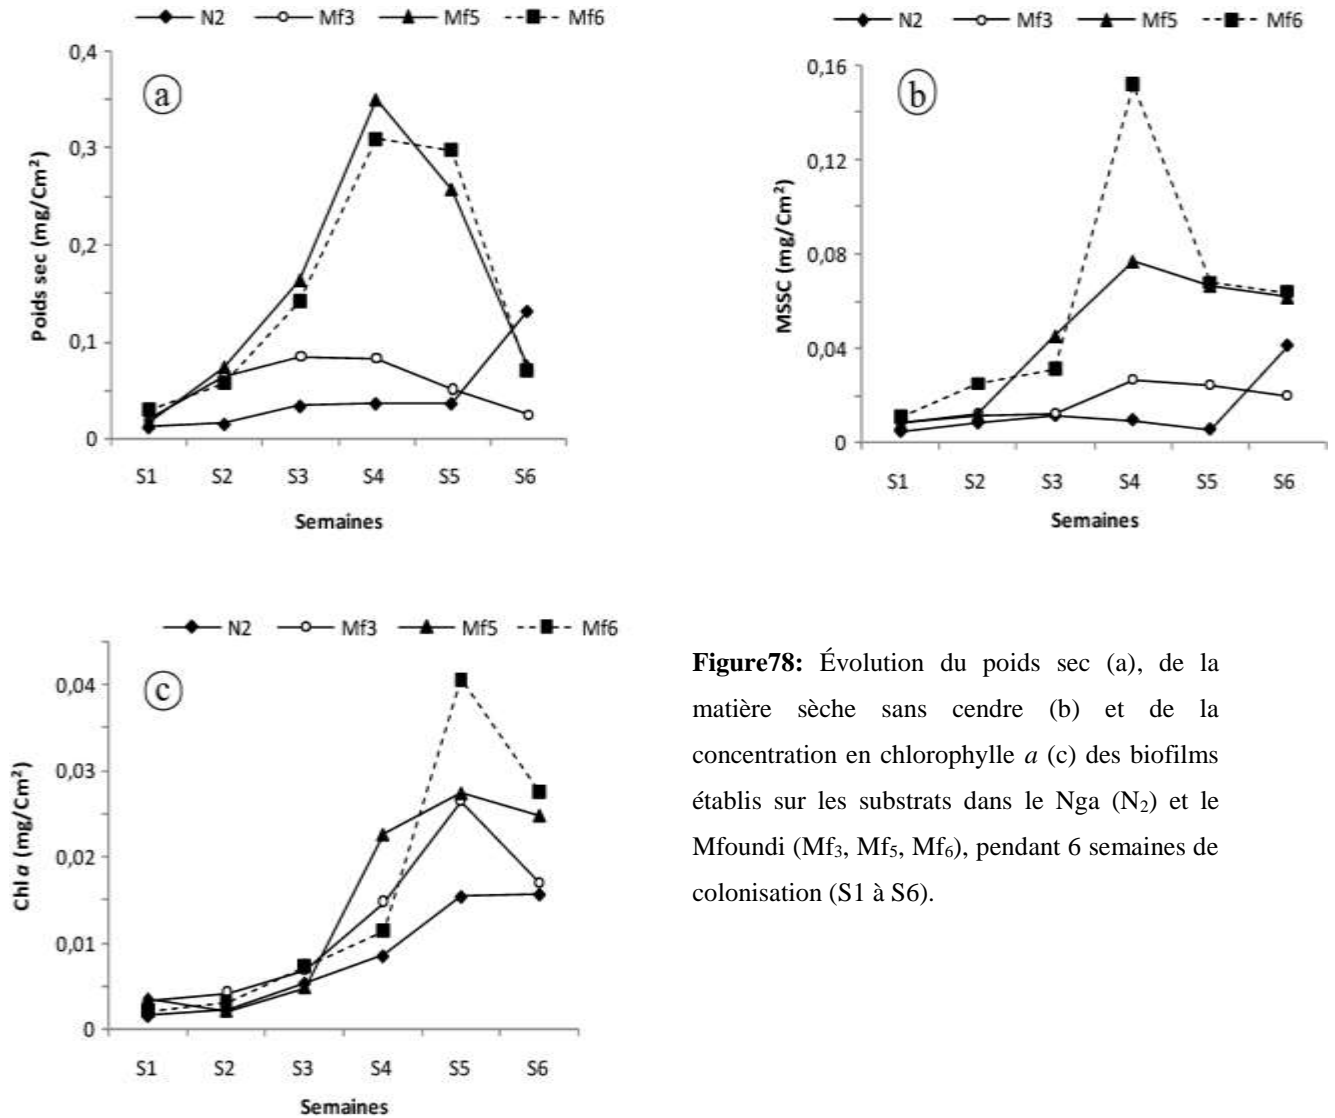 N2 Mf3 Mf5 Mf6
0,4
0,3
0,2
0,1
0
Poids sec (mg/Cm²)
a
S1 S2 S3 S4 S5 S6
Semaines
N2 Mf3 Mf5 Mf6
0,16
0,12
0,08
0,04
0
MSSC (mg/Cm²)
b
S1 S2 S3 S4 S5 S6
Semaines
N2 Mf3 Mf5 Mf6
0,04
0,03
0,02
0,01
0
Chl a (mg/Cm²)
c
S1 S2 S3 S4 S5 S6
Semaines
Figure78: Évolution du poids sec (a), de la
matière sèche sans cendre (b) et de la
concentration en chlorophylle a (c) des biofilms
établis sur les substrats dans le Nga (N₂) et le
Mfoundi (Mf₃, Mf₅, Mf₆), pendant 6 semaines de
colonisation (S1 à S6).